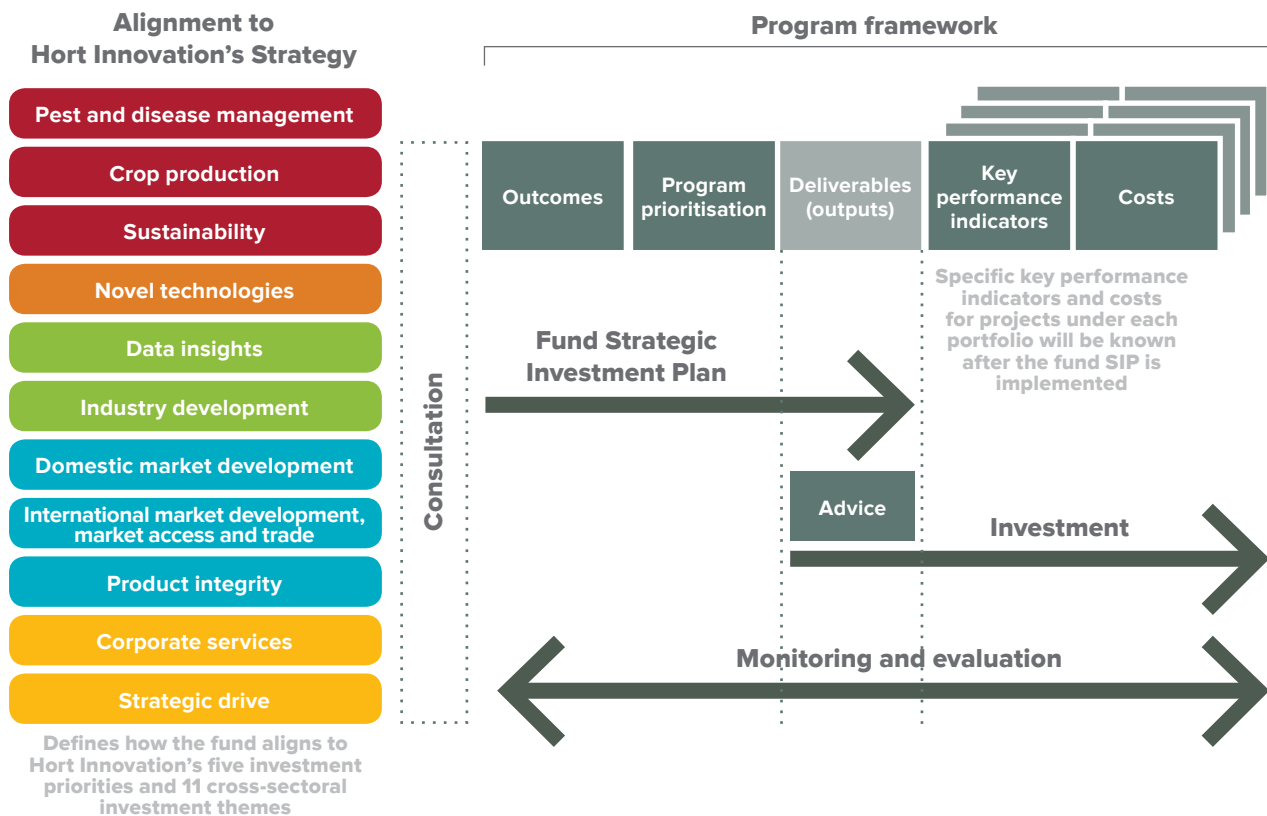 Alignment to
Hort Innovation's Strategy
Pest and disease management
Crop production
Sustainability
Novel technologies
Data insights
Industry development
Domestic market development
International market development,
market access and trade
Product integrity
Corporate services
Strategic drive
Defines how the fund aligns to
Hort Innovation's five investment
priorities and 11 cross-sectoral
investment themes
Consultation
Program framework
Outcomes
Program
prioritisation
Deliverables
(outputs)
Key
performance
indicators
Costs
Specific key performance
indicators and costs
for projects under each
portfolio will be known
after the fund SIP is
implemented
Fund Strategic
Investment Plan
Advice
Investment
Monitoring and evaluation